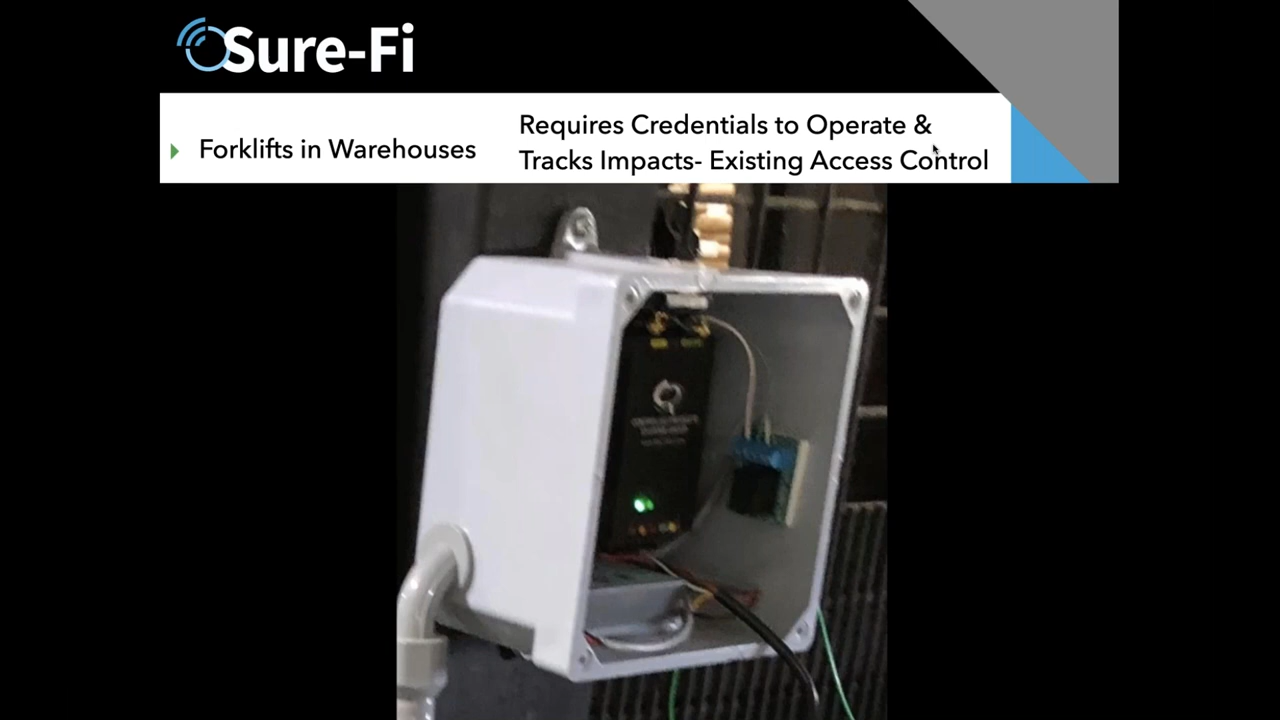 Sure-Fi
Forklifts in Warehouses
Requires Credentials to Operate &
Tracks Impacts- Existing Access Control